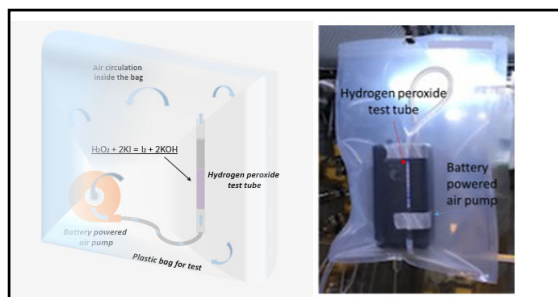 Air circulation
inside the bag
H₂O₂ + 2KI = I₂ + 2KOH
Hydrogen peroxide
test tube
Battery powered
air pump
Plastic bag for test
Hydrogen peroxide
test tube
Battery
powered
air pump